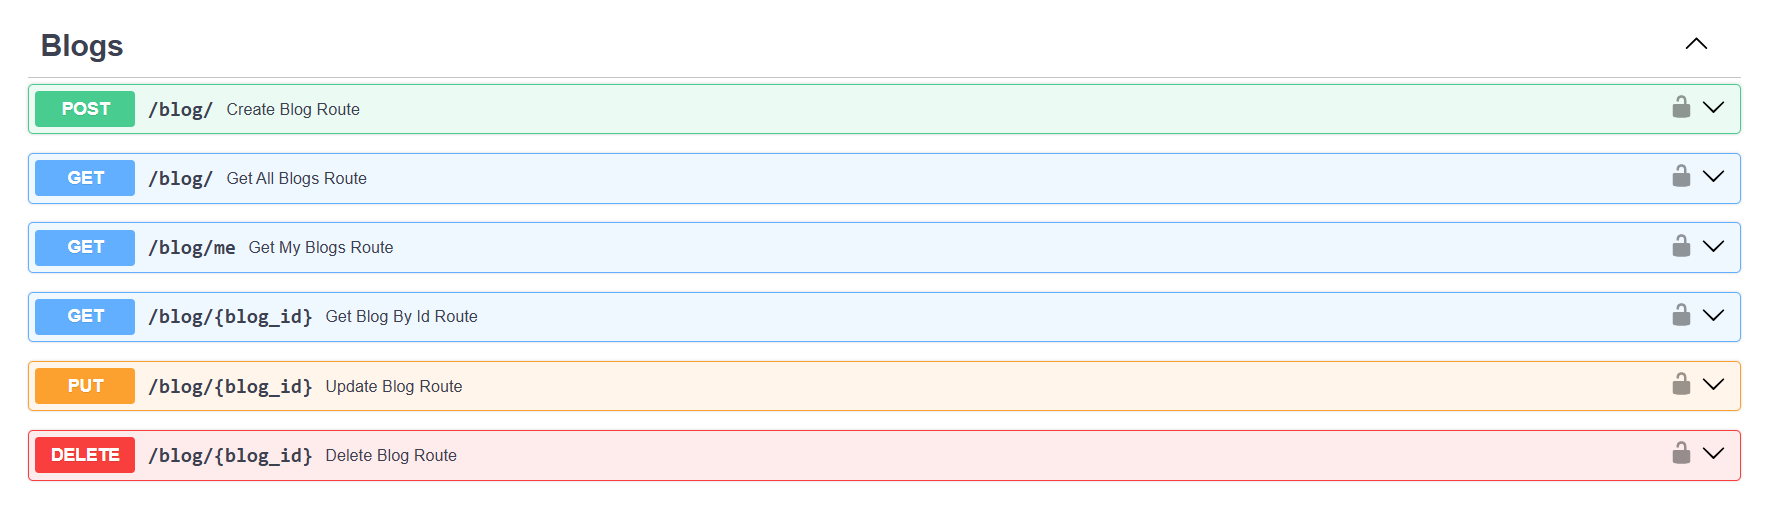 Blogs
POST /blog/ Create Blog Route
GET /blog/ Get All Blogs Route
GET /blog/me Get My Blogs Route
GET /blog/{blog_id} Get Blog By Id Route
PUT /blog/{blog_id} Update Blog Route
DELETE /blog/{blog_id} Delete Blog Route